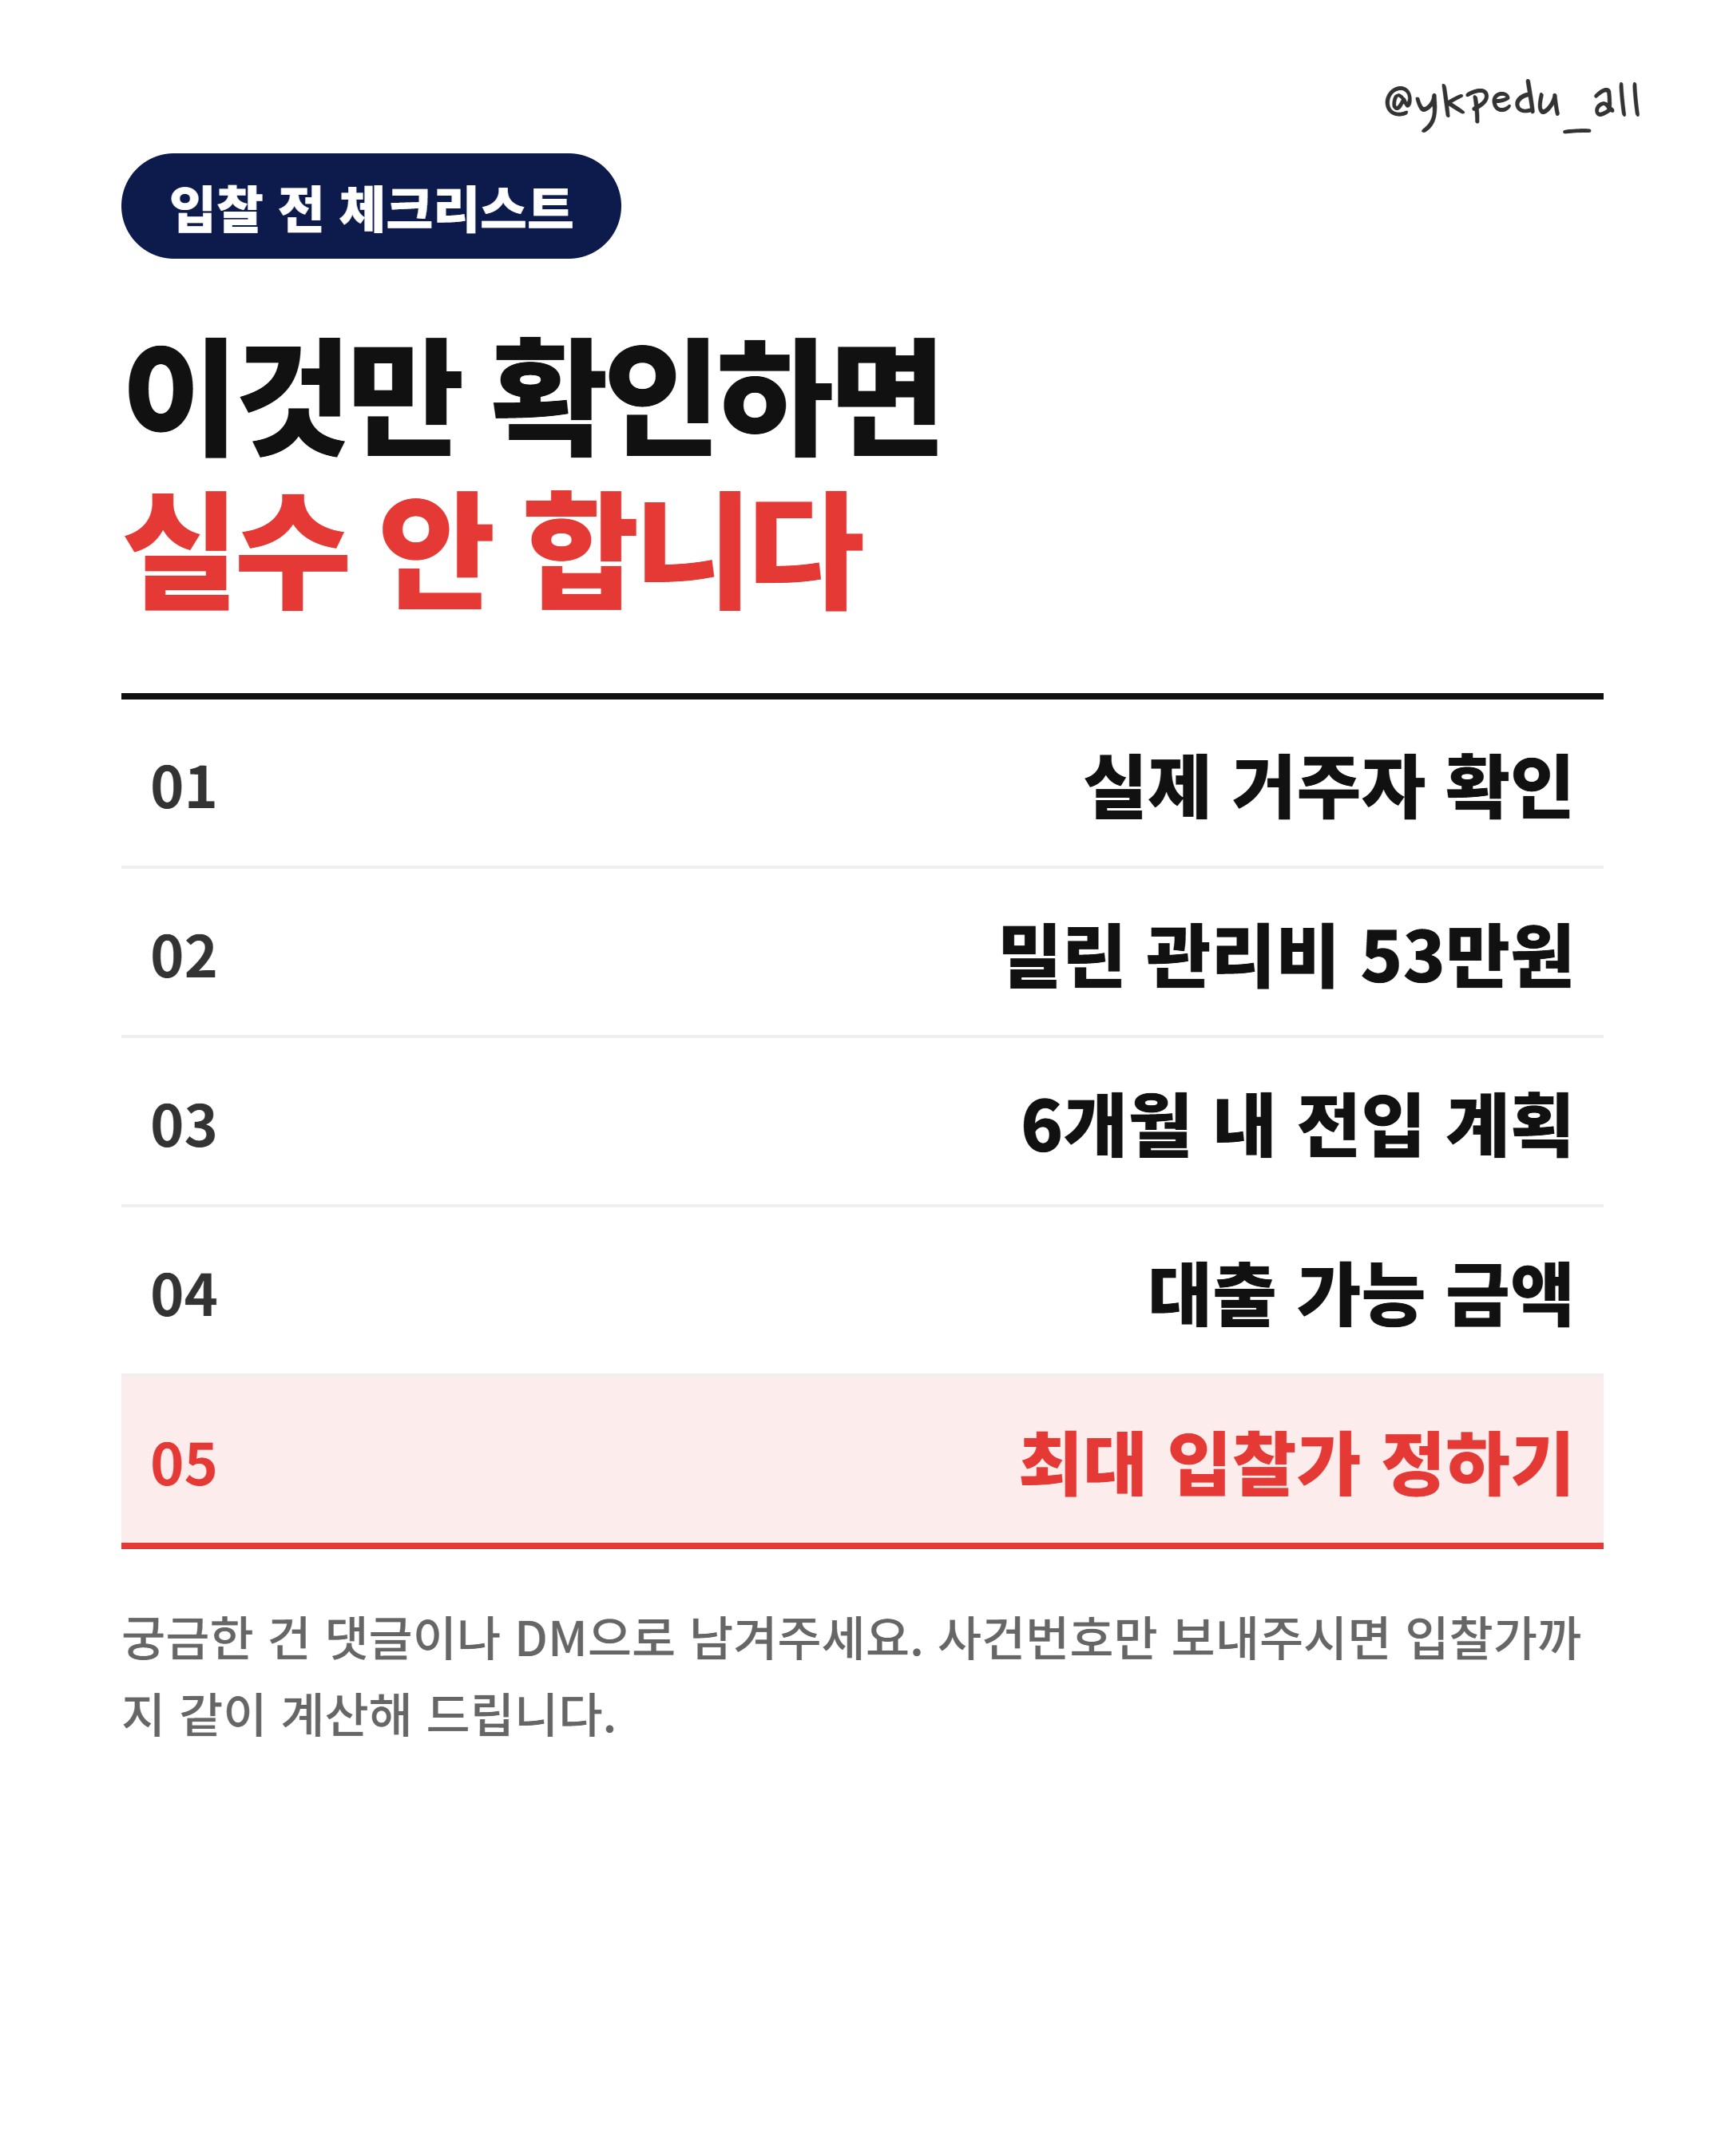 @ykpedu_all
입찰 전 체크리스트
이것만 확인하면
실수 안 합니다
01 실제 거주자 확인
02 밀린 관리비 53만원
03 6개월 내 전입 계획
04 대출 가능 금액
05 최대 입찰가 정하기
궁금한 건 댓글이나 DM으로 남겨주세요. 사건번호만 보내주시면 입찰가까
지 같이 계산해 드립니다.